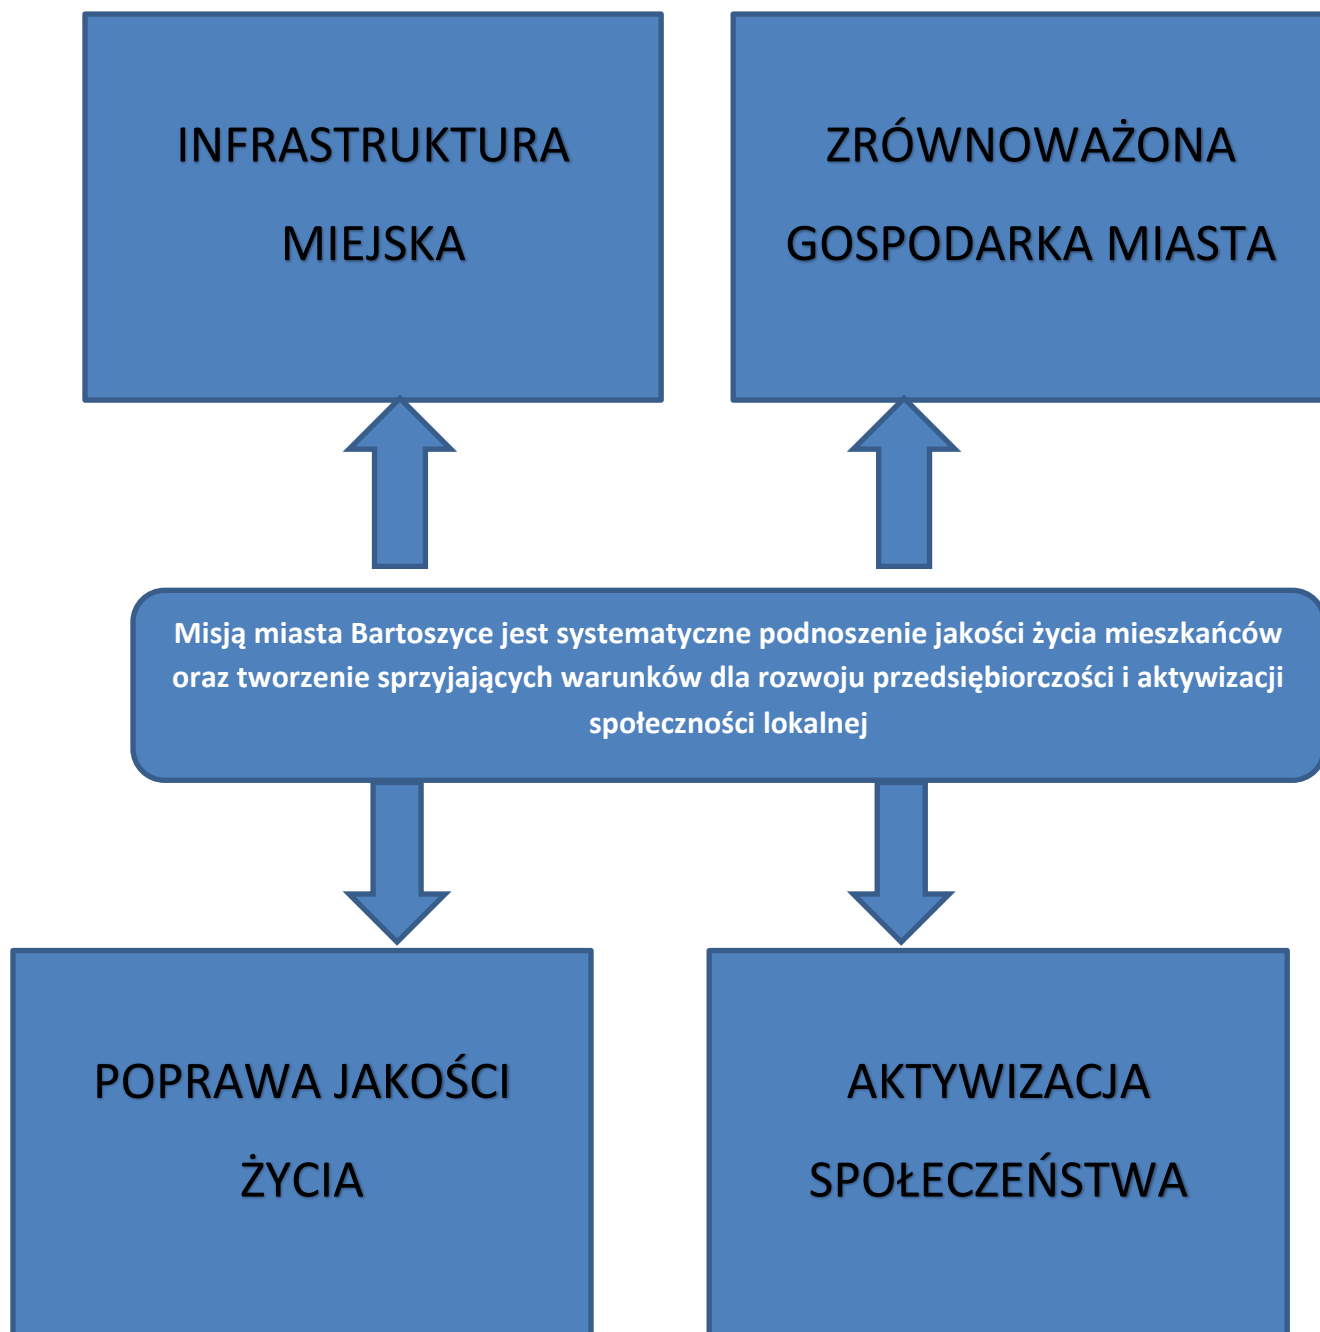 INFRASTRUKTURA
MIEJSKA
ZRÓWNOWAŻONA
GOSPODARKA MIASTA
Misją miasta Bartoszyce jest systematyczne podnoszenie jakości życia mieszkańców
oraz tworzenie sprzyjających warunków dla rozwoju przedsiębiorczości i aktywizacji
społeczności lokalnej
POPRAWA JAKOŚCI
ŻYCIA
AKTYWIZACJA
SPOŁECZEŃSTWA